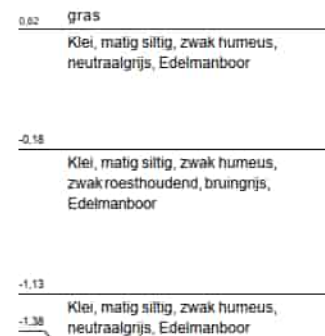 0,62 gras
Klei, matig siltig, zwak humeus,
neutraalgrijs, Edelmanboor
-0,18
Klei, matig siltig, zwak humeus,
zwak roesthoudend, bruingrijs,
Edelmanboor
-1,13
Klei, matig siltig, zwak humeus,
-1,38 neutraalgrijs, Edelmanboor